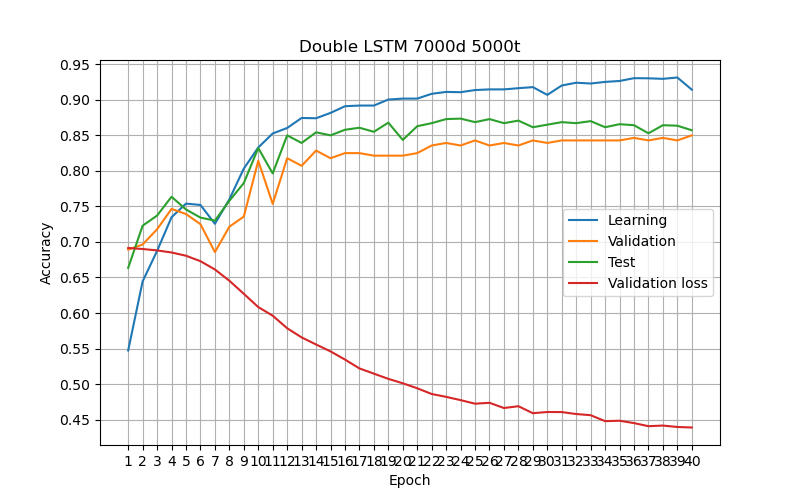 Double LSTM 7000d 5000t
Accuracy
0.95
0.90
0.85
0.80
0.75
0.70
0.65
0.60
0.55
0.50
0.45
Learning
Validation
Test
Validation loss
1 2 3 4 5 6 7 8 9 10 11 12 13 14 15 16 17 18 19 20 21 22 23 24 25 26 27 28 29 30 31 32 33 34 35 36 37 38 39 40
Epoch